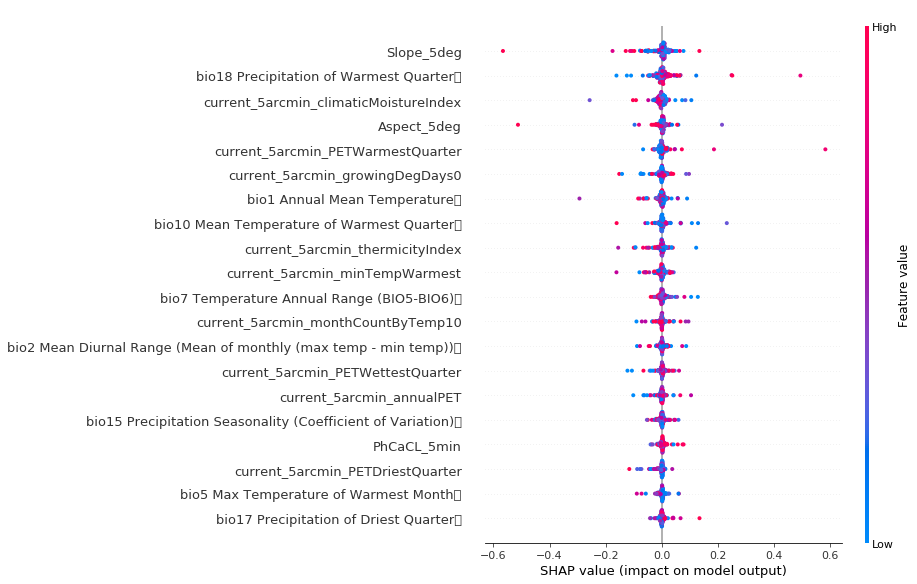 High
Slope_5deg
bio18 Precipitation of Warmest Quarter
current_5arcmin_climaticMoistureIndex
Aspect_5deg
current_5arcmin_PETWarmestQuarter
current_5arcmin_growingDegDays0
bio1 Annual Mean Temperature
bio10 Mean Temperature of Warmest Quarter
current_5arcmin_thermicityIndex
current_5arcmin_minTempWarmest
bio7 Temperature Annual Range (BIO5-BIO6)
current_5arcmin_monthCountByTemp10
bio2 Mean Diurnal Range (Mean of monthly (max temp - min temp))
current_5arcmin_PETWettestQuarter
current_5arcmin_annualPET
bio15 Precipitation Seasonality (Coefficient of Variation)
PhCaCL_5min
current_5arcmin_PETDriestQuarter
bio5 Max Temperature of Warmest Month
bio17 Precipitation of Driest Quarter
Feature value
Low
−0.6 −0.4 −0.2 0.0 0.2 0.4 0.6
SHAP value (impact on model output)